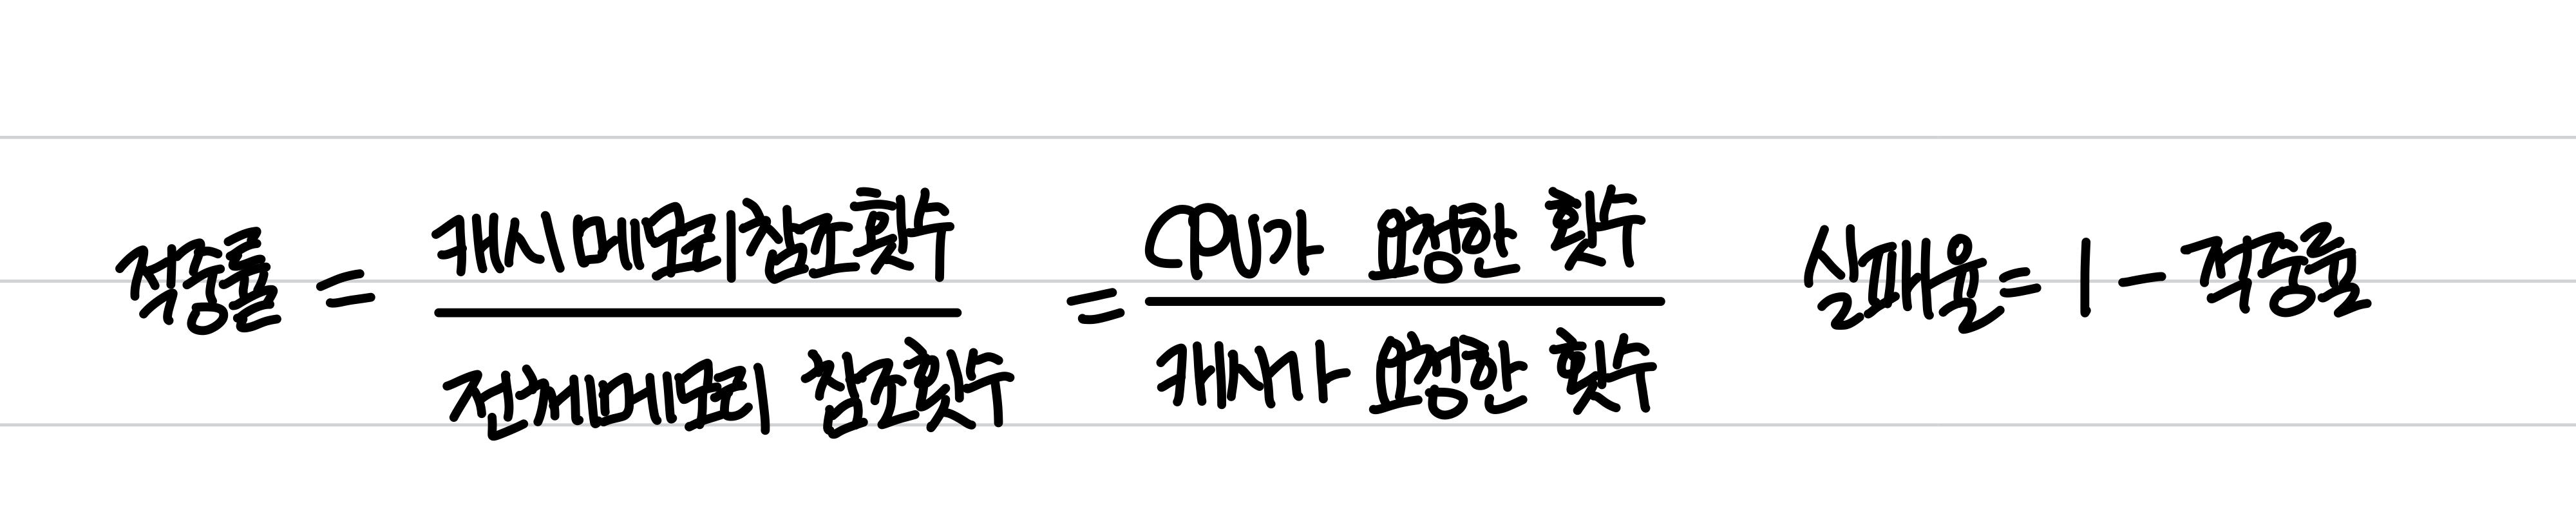 적중률 = 캐시메모리참조횟수 / 전체메모리 참조횟수 = CPU가 요청한 횟수 / 캐시가 요청한 횟수 실패율 = 1 - 적중률